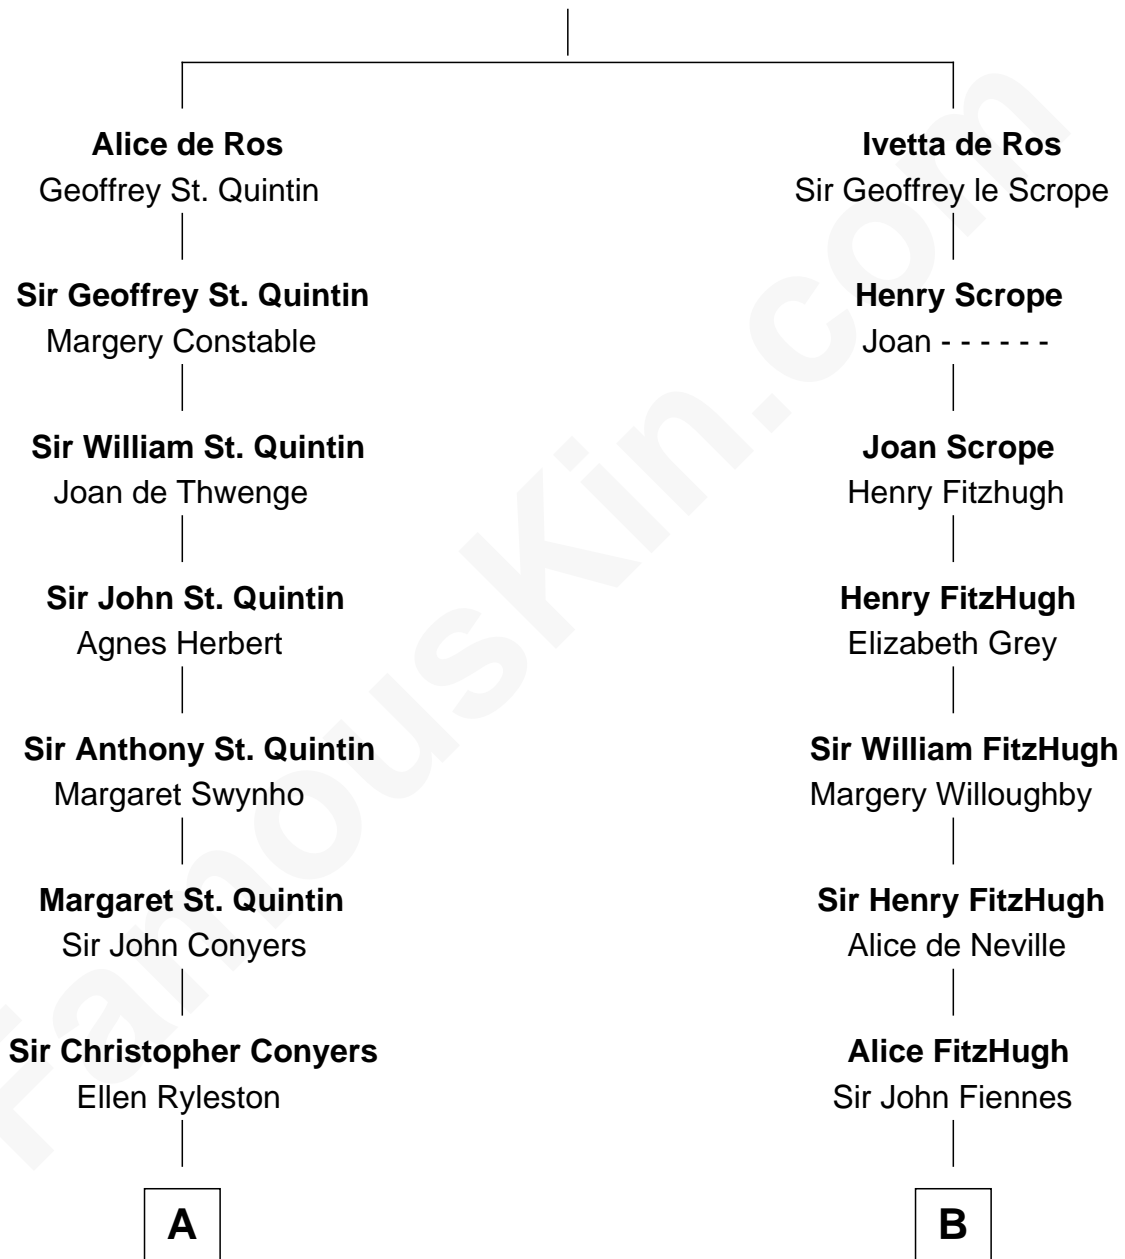 Alice de Ros
Geoffrey St. Quintin
Sir Geoffrey St. Quintin
Margery Constable
Sir William St. Quintin
Joan de Thwenge
Sir John St. Quintin
Agnes Herbert
Sir Anthony St. Quintin
Margaret Swynho
Margaret St. Quintin
Sir John Conyers
Sir Christopher Conyers
Ellen Ryleston
A
Ivetta de Ros
Sir Geoffrey le Scrope
Henry Scrope
Joan - - - - - -
Joan Scrope
Henry Fitzhugh
Henry FitzHugh
Elizabeth Grey
Sir William FitzHugh
Margery Willoughby
Sir Henry FitzHugh
Alice de Neville
Alice FitzHugh
Sir John Fiennes
B
FamousKin.com